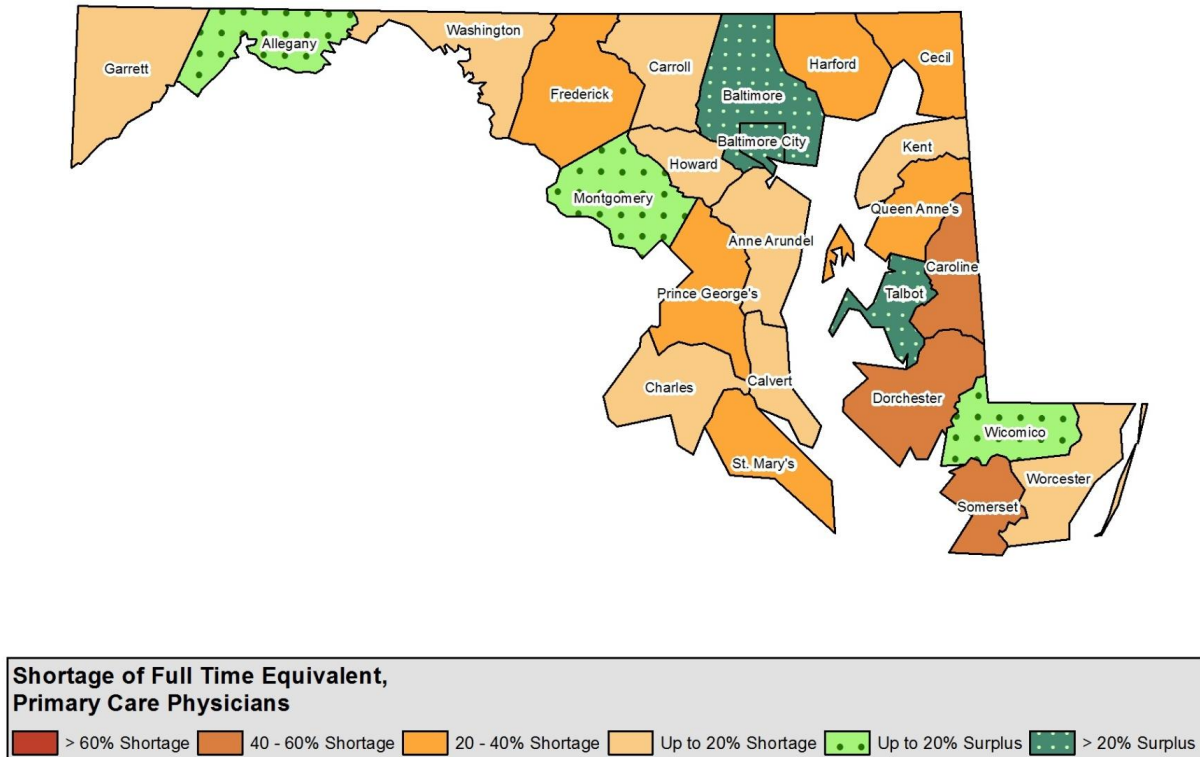 Garrett
Allegany
Washington
Frederick
Carroll
Baltimore
Harford
Cecil
Baltimore City
Howard
Kent
Montgomery
Queen Anne's
Anne Arundel
Caroline
Prince George's
Talbot
Charles
Calvert
Dorchester
Wicomico
St. Mary's
Worcester
Somerset
Shortage of Full Time Equivalent,
Primary Care Physicians
> 60% Shortage 40 - 60% Shortage 20 - 40% Shortage Up to 20% Shortage Up to 20% Surplus > 20% Surplus